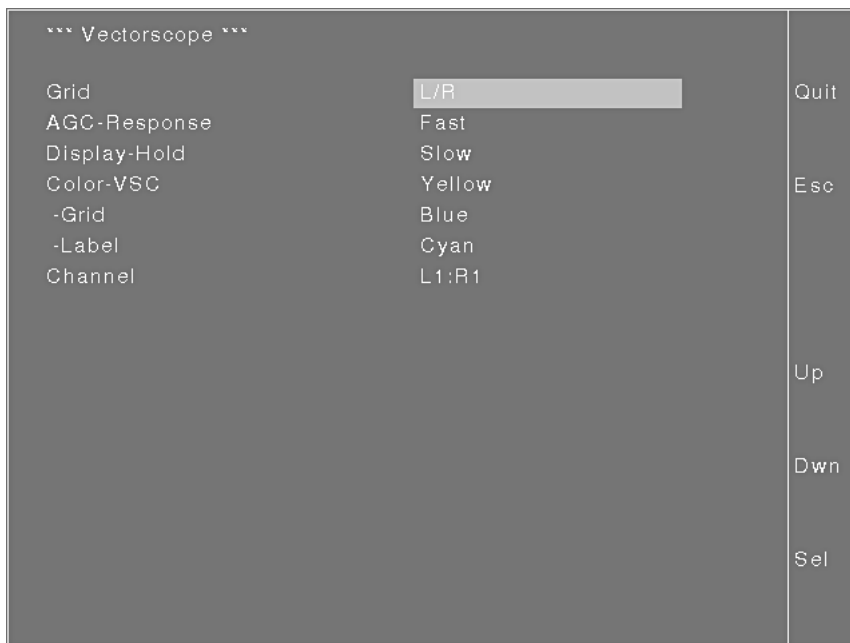 *** Vectorscope ***
Grid L/R
AGC-Response Fast
Display-Hold Slow
Color-VSC Yellow
-Grid Blue
-Label Cyan
Channel L1:R1
Quit
Esc
Up
Dwn
Sel